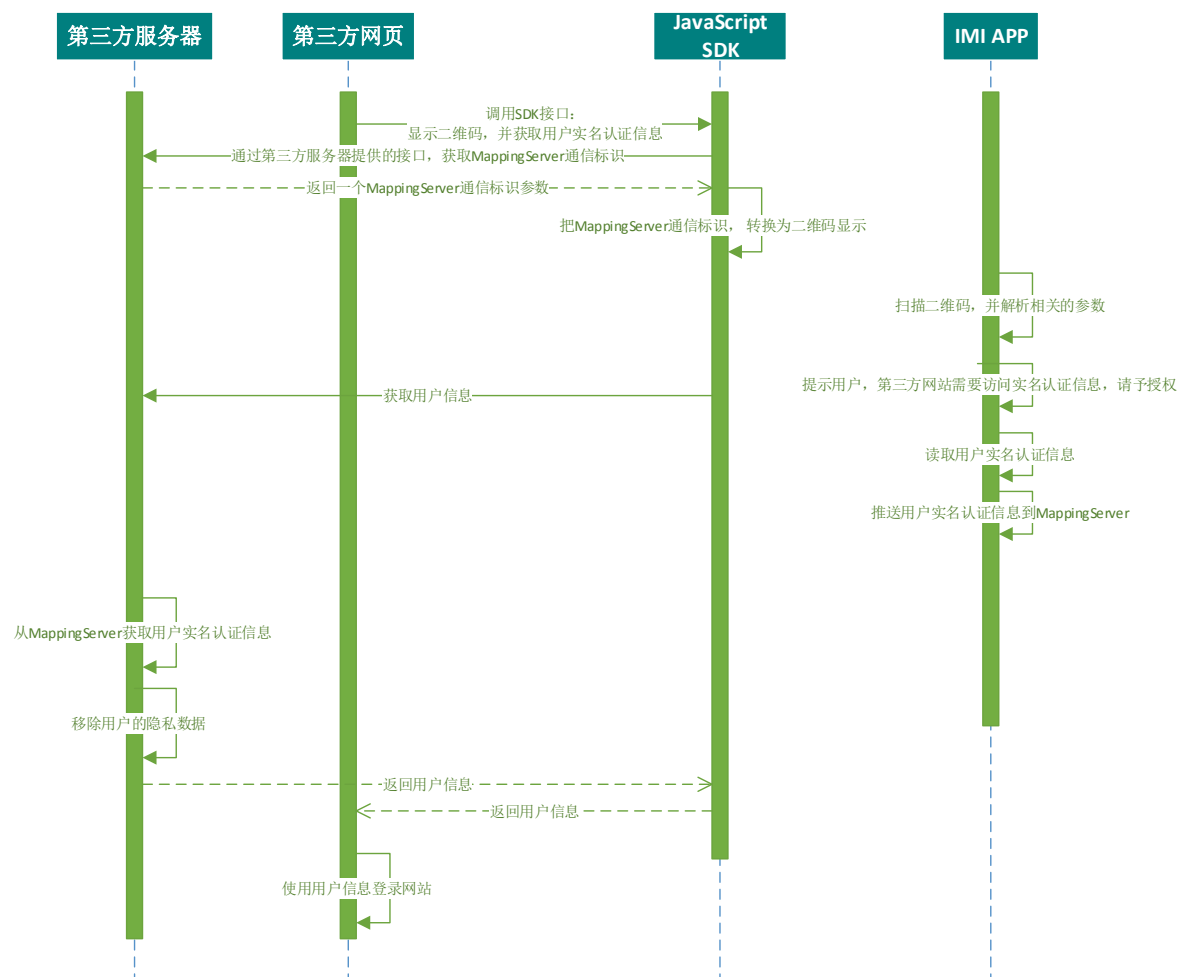 第三方服务器
第三方网页
JavaScript
SDK
IMI APP
调用SDK接口:
显示二维码，并获取用户实名认证信息
通过第三方服务器提供的接口，获取MappingServer通信标识
返回一个MappingServer通信标识参数
把MappingServer通信标识， 转换为二维码显示
扫描二维码，并解析相关的参数
提示用户，第三方网站需要访问实名认证信息，请予授权
获取用户信息
读取用户实名认证信息
推送用户实名认证信息到MappingServer
从MappingServer获取用户实名认证信息
移除用户的隐私数据
返回用户信息
返回用户信息
使用用户信息登录网站